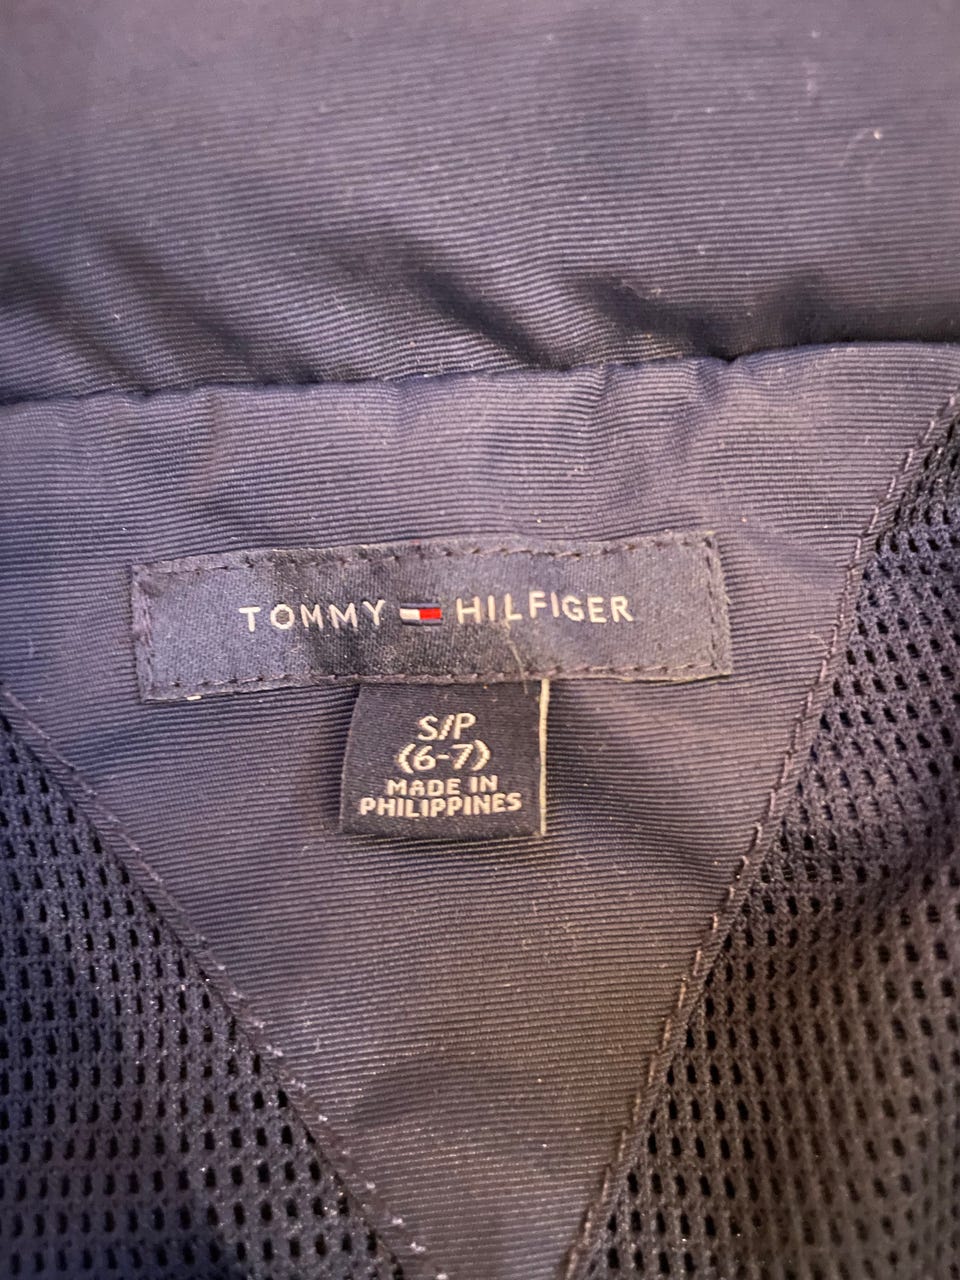 TOMMY HILFIGER
S/P
(6-7)
MADE IN
PHILIPPINES